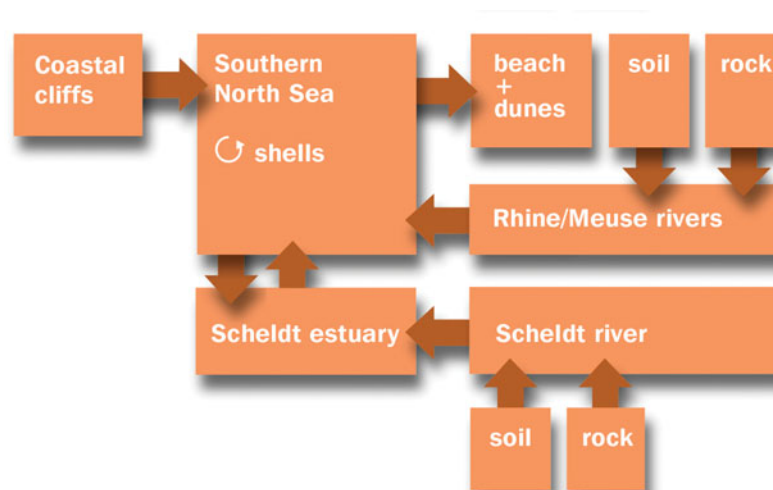 Coastal
cliffs
Southern
North Sea
shells
beach
+
dunes
soil
rock
Rhine/Meuse rivers
Scheldt estuary
Scheldt river
soil
rock